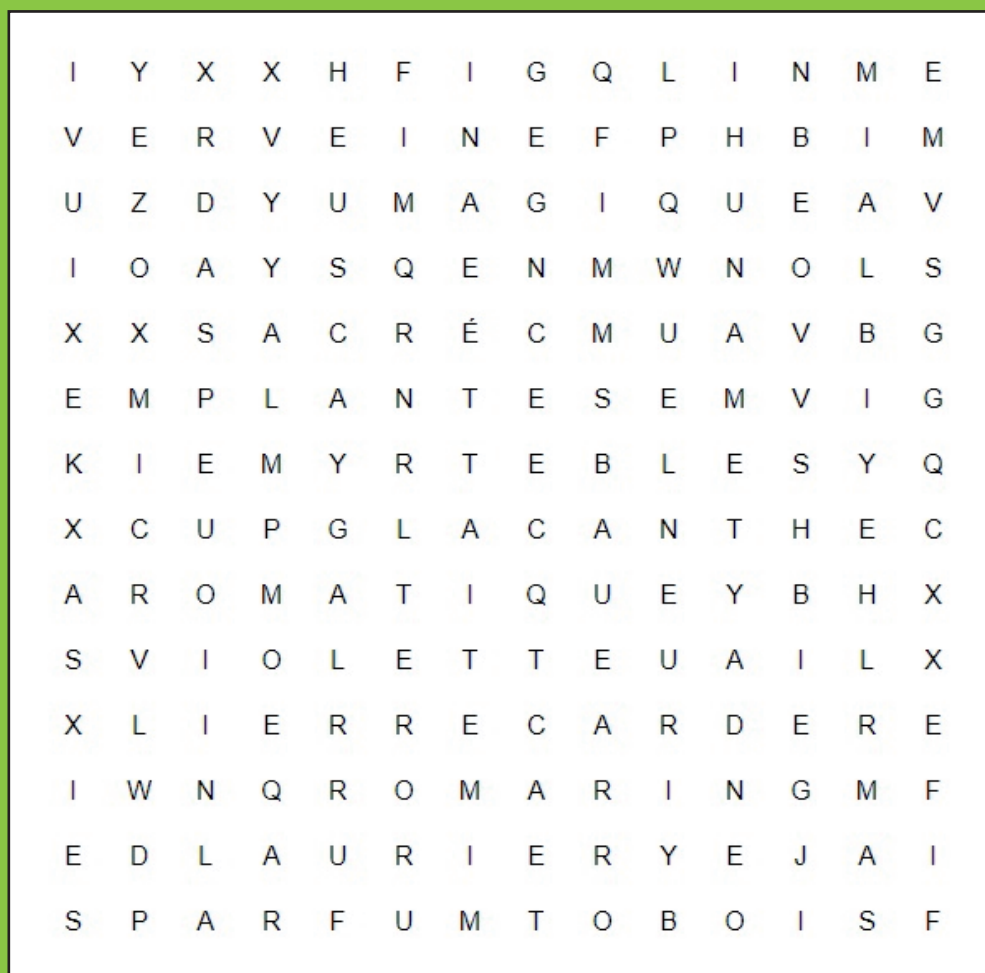 I Y X X H F I G Q L I N M E
V E R V E I N E F P H B I M
U Z D Y U M A G I Q U E A V
I O A Y S Q E N M W N O L S
X X S A C R É C M U A V B G
E M P L A N T E S E M V I G
K I E M Y R T E B L E S Y Q
X C U P G L A C A N T H E C
A R O M A T I Q U E Y B H X
S V I O L E T T E U A I L X
X L I E R R E C A R D E R E
I W N Q R O M A R I N G M F
E D L A U R I E R Y E J A I
S P A R F U M T O B O I S F